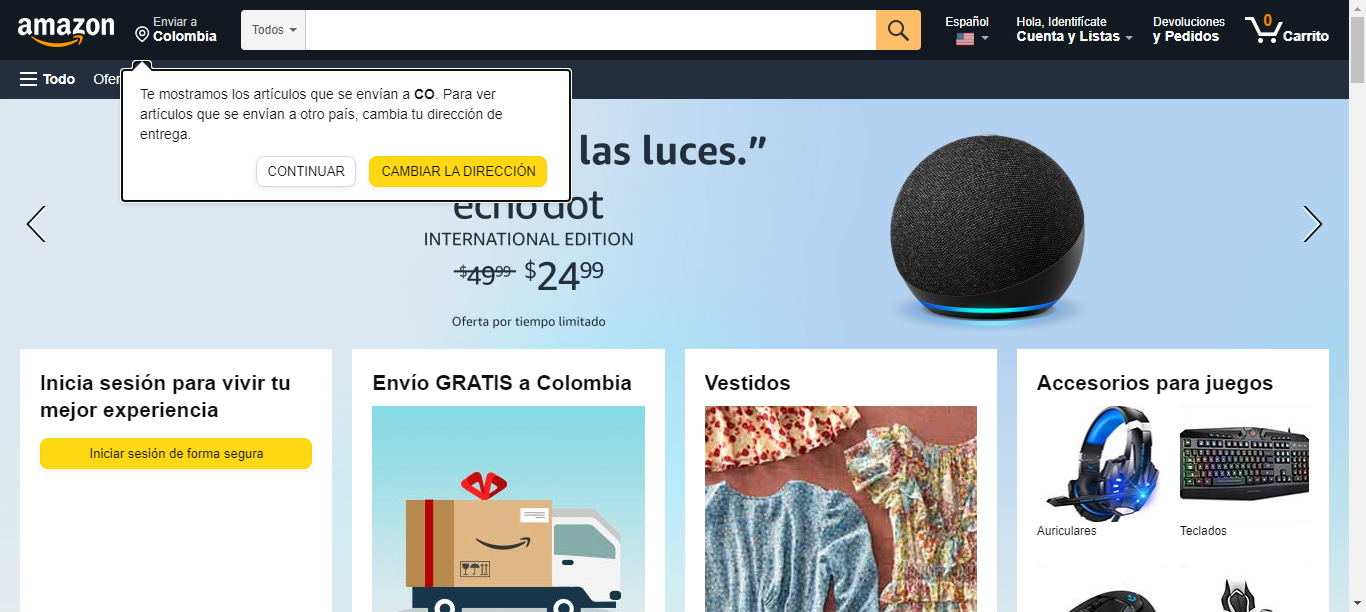 amazon
Enviar a
Colombia
Todos
Español
Hola, Identifícate
Cuenta y Listas
Devoluciones
y Pedidos
0
Carrito
Todo
Ofer
Te mostramos los artículos que se envían a CO. Para ver
artículos que se envían a otro país, cambia tu dirección de
entrega.
CONTINUAR
CAMBIAR LA DIRECCIÓN
las luces.”
echo dot
INTERNATIONAL EDITION
$49.99 $24.99
Oferta por tiempo limitado
Inicia sesión para vivir tu
mejor experiencia
Iniciar sesión de forma segura
Envío GRATIS a Colombia
Vestidos
Accesorios para juegos
Auriculares
Teclados